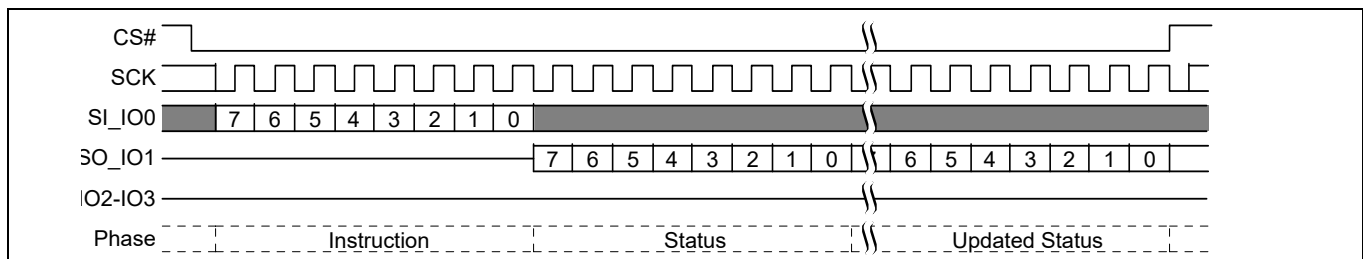 CS#
SCK
SI_IO0 7 6 5 4 3 2 1 0
SO_IO1 7 6 5 4 3 2 1 0 6 5 4 3 2 1 0
IO2-IO3
Phase Instruction Status Updated Status